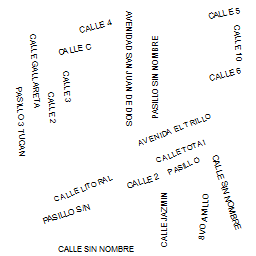 CALLE 5
CALLE 4
CALLE 10
CALLE C
CALLE 6
CALLE GALLARETA
CALLE 3
CALLE 2
PASILLO 3 TUCAN
AVENIDAD SAN JUAN DE DIOS
PASILLO SIN NOMBRE
AVENIDA EL TRILLO
CALLE TOTAI
PASILLO
CALLE 2
CALLE LITORAL
PASILLO SIN
CALLE JAZMIN
CALLE SIN NOMBRE
CALLE SIN NOMBRE